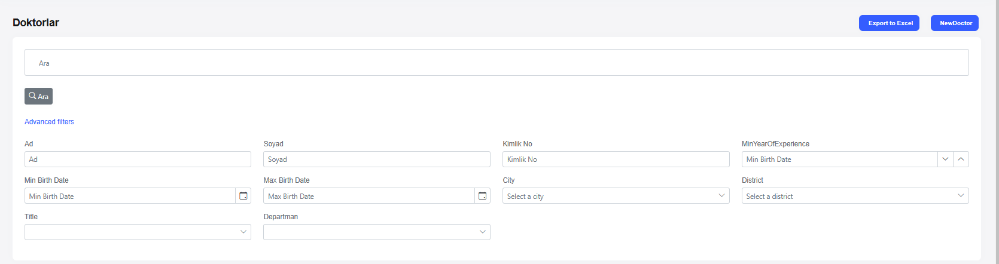 Doktorlar
Export to Excel
NewDoctor
Ara
Ara
Advanced filters
Ad
Soyad
Kimlik No
MinYearOfExperience
Ad
Soyad
Kimlik No
Min Birth Date
Min Birth Date
Max Birth Date
City
District
Min Birth Date
Max Birth Date
Select a city
Select a district
Title
Departman